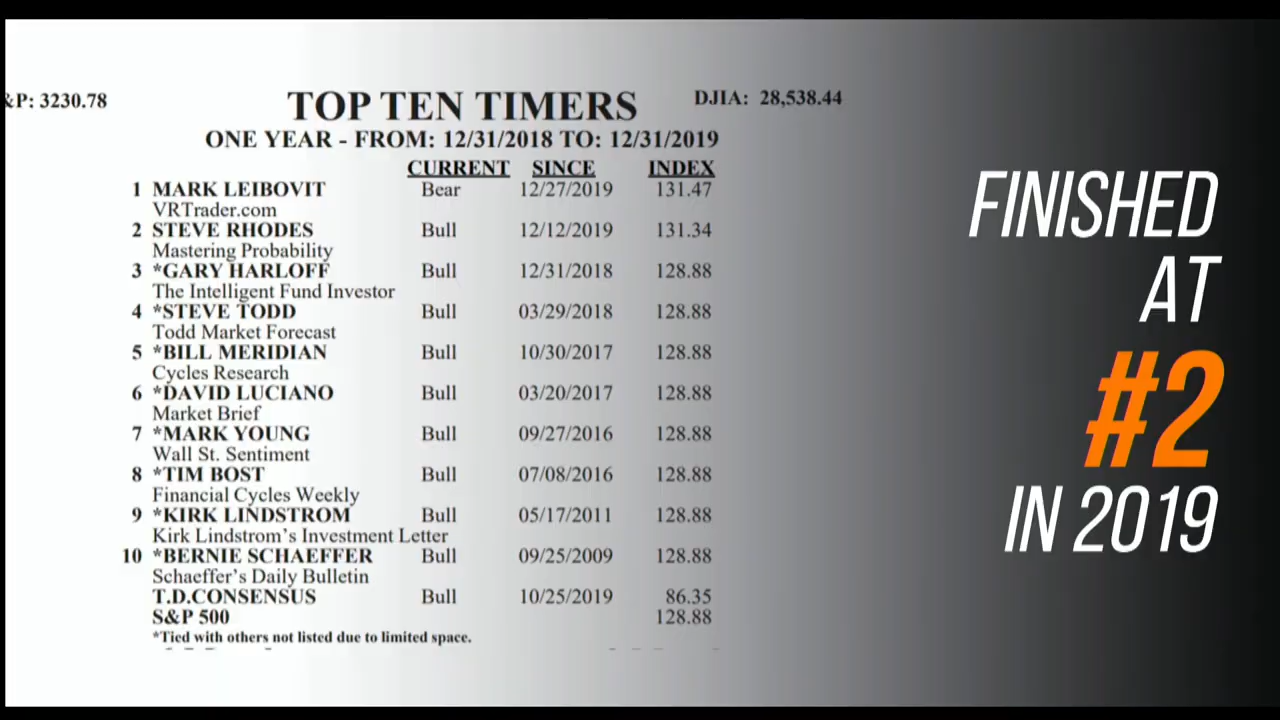 &P: 3230.78
TOP TEN TIMERS
DJIA: 28,538.44
ONE YEAR - FROM: 12/31/2018 TO: 12/31/2019
CURRENT SINCE INDEX
1 MARK LEIBOVIT Bear 12/27/2019 131.47
VRTrader.com
2 STEVE RHODES Bull 12/12/2019 131.34
Mastering Probability
3 *GARY HARLOFF Bull 12/31/2018 128.88
The Intelligent Fund Investor
4 *STEVE TODD Bull 03/29/2018 128.88
Todd Market Forecast
5 *BILL MERIDIAN Bull 10/30/2017 128.88
Cycles Research
6 *DAVID LUCIANO Bull 03/20/2017 128.88
Market Brief
7 *MARK YOUNG Bull 09/27/2016 128.88
Wall St. Sentiment
8 *TIM BOST Bull 07/08/2016 128.88
Financial Cycles Weekly
9 *KIRK LINDSTROM Bull 05/17/2011 128.88
Kirk Lindstrom's Investment Letter
10 *BERNIE SCHAEFFER Bull 09/25/2009 128.88
Schaeffer's Daily Bulletin
T.D.CONSENSUS Bull 10/25/2019 86.35
S&P 500 128.88
*Tied with others not listed due to limited space.
FINISHED
AT
#2
IN 2019